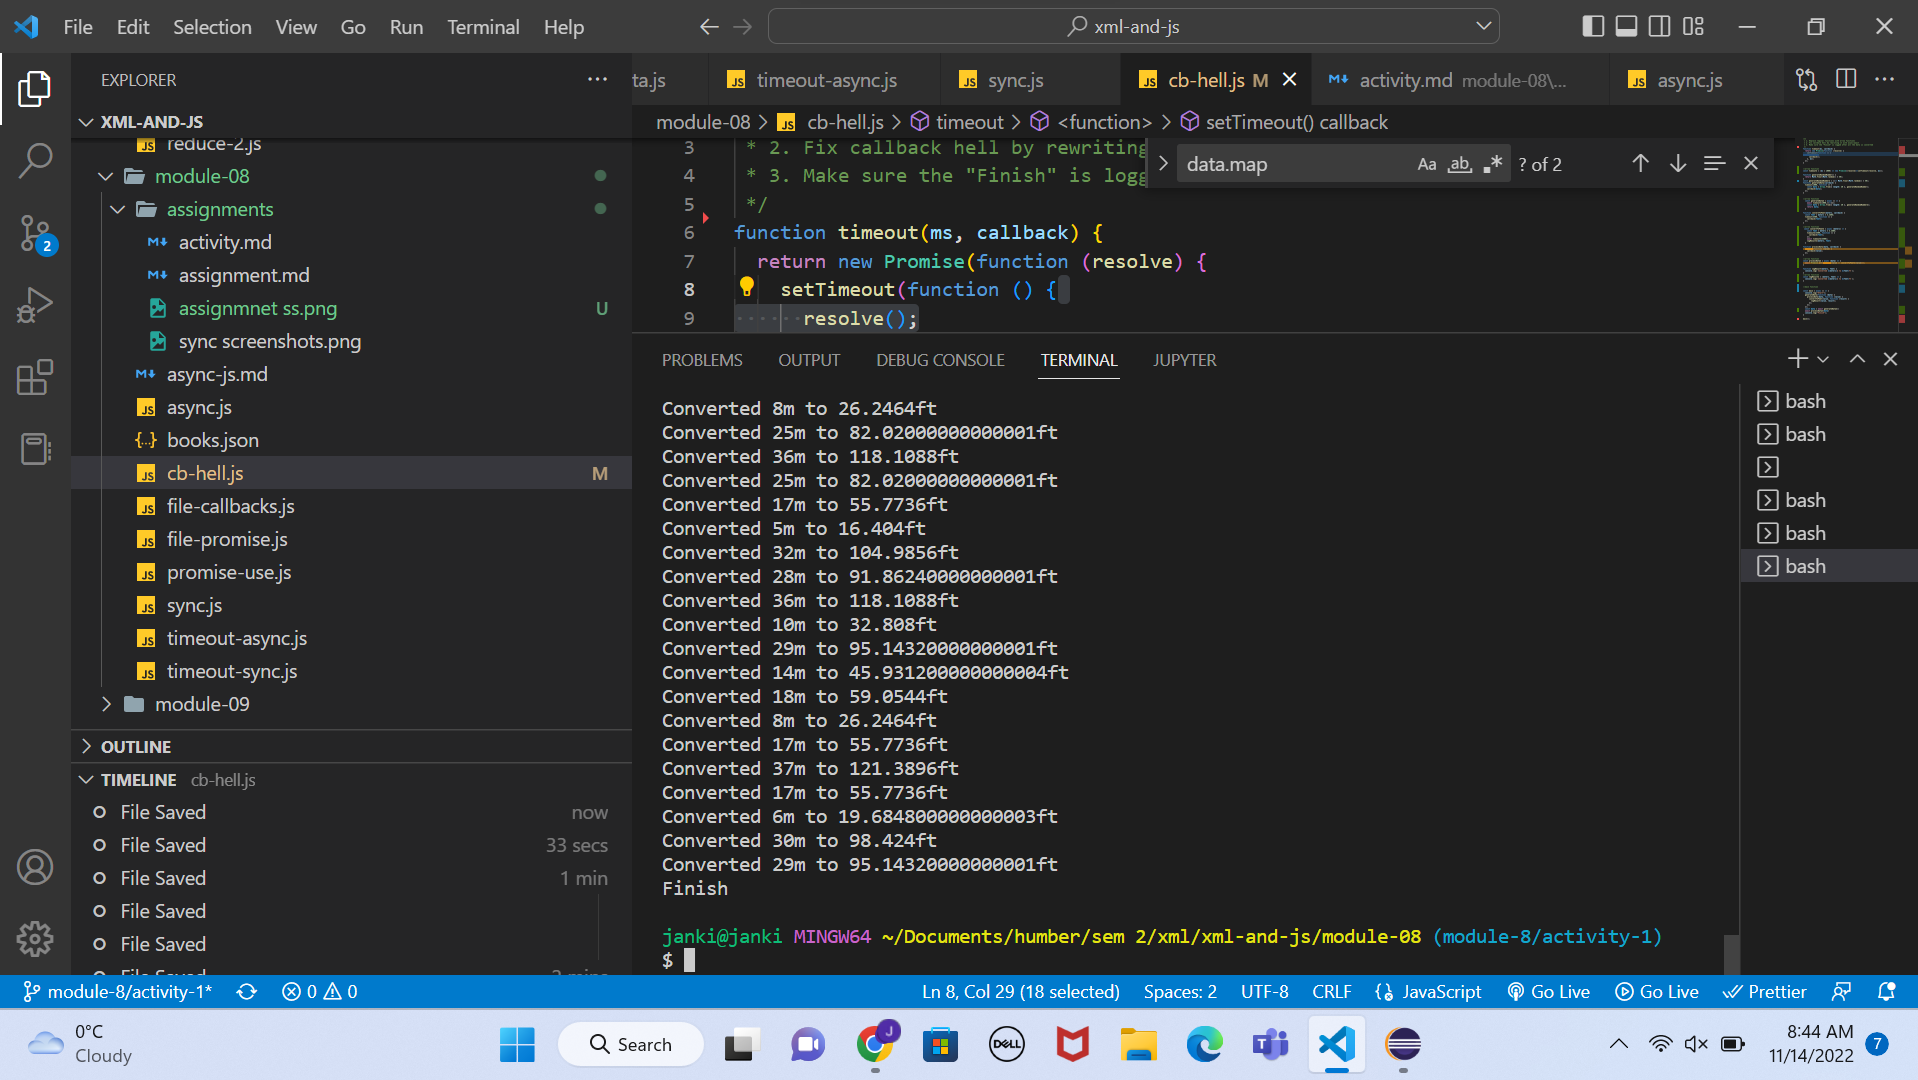 File Edit Selection View Go Run Terminal Help
xml-and-js
EXPLORER
XML-AND-JS
reduce-2.js
module-08
assignments
activity.md
assignment.md
assignmnet ss.png U
sync screenshots.png
async-js.md
async.js
books.json
cb-hell.js M
file-callbacks.js
file-promise.js
promise-use.js
sync.js
timeout-async.js
timeout-sync.js
module-09
OUTLINE
TIMELINE cb-hell.js
File Saved now
File Saved 33 secs
File Saved 1 min
File Saved
File Saved
2
ta.js timeout-async.js sync.js cb-hell.js M activity.md module-08\... async.js
module-08 > cb-hell.js > timeout > <function> > setTimeout() callback
data.map Aa ab .* ? of 2
3 * 2. Fix callback hell by rewriting
4 * 3. Make sure the "Finish" is logg
5 */
6 function timeout(ms, callback) {
7 return new Promise(function (resolve) {
8 setTimeout(function () {
9 resolve();
PROBLEMS OUTPUT DEBUG CONSOLE TERMINAL JUPYTER
Converted 8m to 26.2464ft
Converted 25m to 82.02000000000001ft
Converted 36m to 118.1088ft
Converted 25m to 82.02000000000001ft
Converted 17m to 55.7736ft
Converted 5m to 16.404ft
Converted 32m to 104.9856ft
Converted 28m to 91.86240000000001ft
Converted 36m to 118.1088ft
Converted 10m to 32.808ft
Converted 29m to 95.14320000000001ft
Converted 14m to 45.931200000000004ft
Converted 18m to 59.0544ft
Converted 8m to 26.2464ft
Converted 17m to 55.7736ft
Converted 37m to 121.3896ft
Converted 17m to 55.7736ft
Converted 6m to 19.684800000000003ft
Converted 30m to 98.424ft
Converted 29m to 95.14320000000001ft
Finish
janki@janki MINGW64 ~/Documents/humber/sem 2/xml/xml-and-js/module-08 (module-8/activity-1)
$
bash
bash
bash
bash
bash
module-8/activity-1* 0 0 Ln 8, Col 29 (18 selected) Spaces: 2 UTF-8 CRLF JavaScript Go Live Go Live Prettier
0°C
Cloudy
Search
J
DELL
8:44 AM
11/14/2022
7